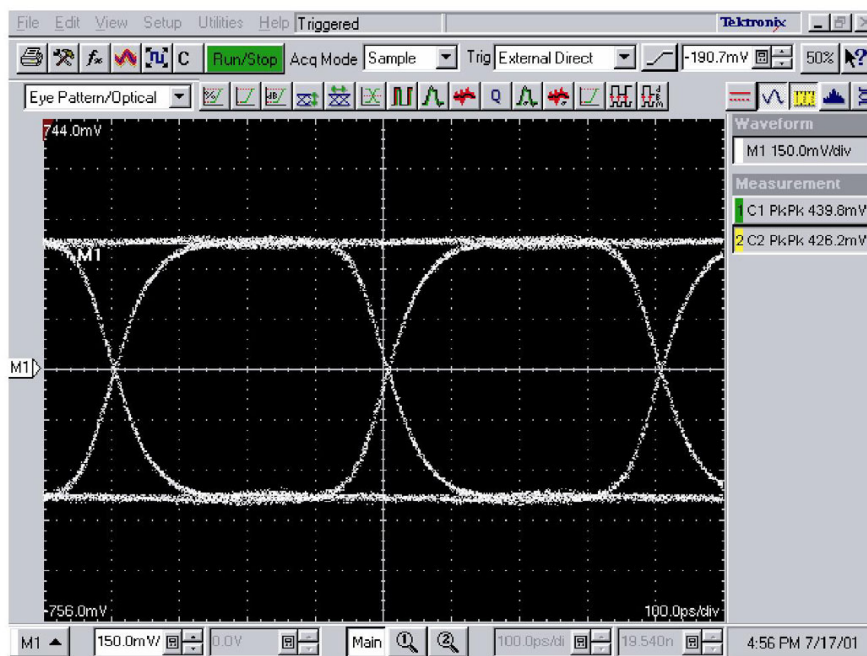 File Edit View Setup Utilities Help Triggered Tektronix
C Run/Stop Acq Mode Sample Trig External Direct -190.7mV 50% ?
Eye Pattern/Optical Q
744.0mV
Waveform
M1 150.0mV/div
Measurement
1 C1 PkPk 439.8mV
2 C2 PkPk 426.2mV
M1
M1
-756.0mV 100.0ps/div
M1 150.0mV/ 0.0V Main 1 2 100.0ps/di 19.540n 4:56 PM 7/17/01